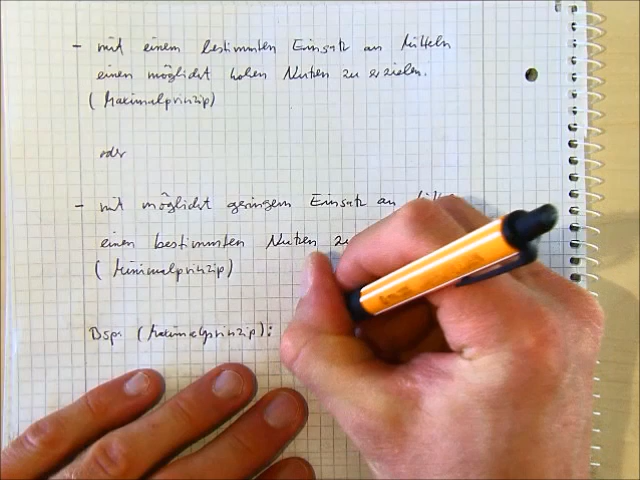 - mit einem bestimmten Einsatz an Mitteln
einen möglichst hohen Nutzen zu erzielen.
(Maximalprinzip)
oder
- mit möglichst geringem Einsatz an
einen bestimmten Nutzen zu
(Minimalprinzip)
Bsp. (Maximalprinzip):